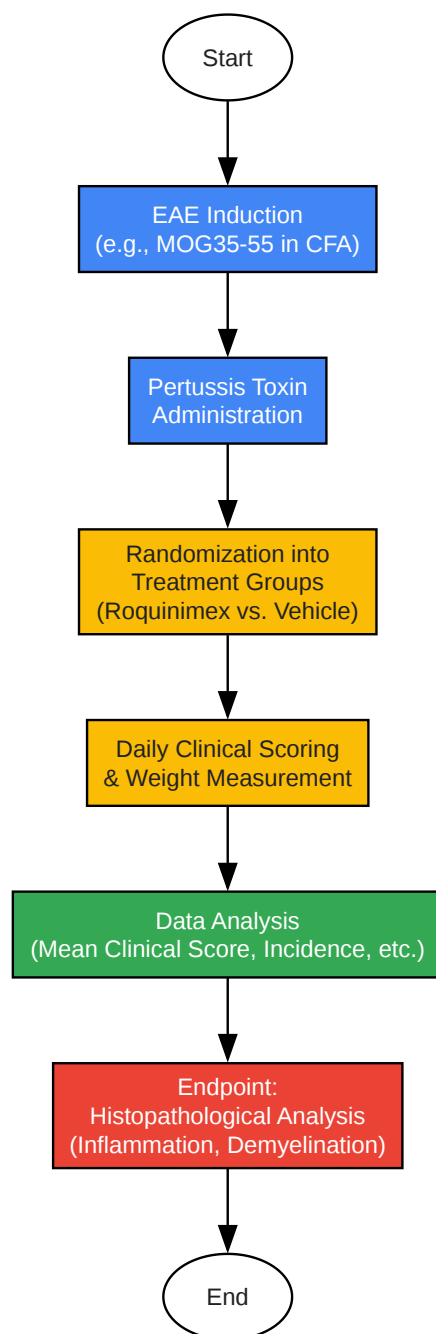 Start
EAE Induction
(e.g., MOG35-55 in CFA)
Pertussis Toxin
Administration
Randomization into
Treatment Groups
(Roquinimex vs. Vehicle)
Daily Clinical Scoring
& Weight Measurement
Data Analysis
(Mean Clinical Score, Incidence, etc.)
Endpoint:
Histopathological Analysis
(Inflammation, Demyelination)
End